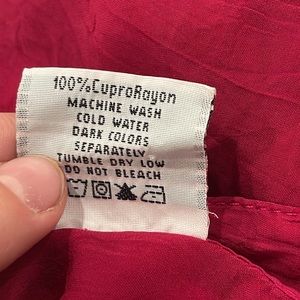 100%CuproRayon
MACHINE WASH
COLD WATER
DARK COLORS
SEPARATELY
TUMBLE DRY LOW
DO NOT BLEACH